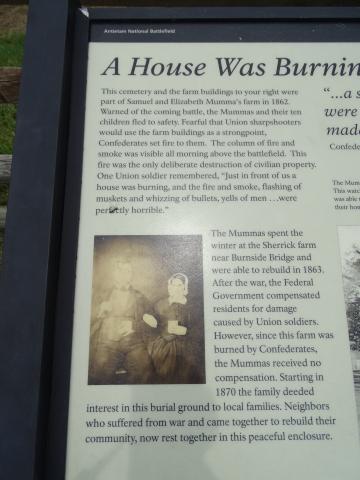 Antietam National Battlefield
A House Was Burnin
This cemetery and the farm buildings to your right were
part of Samuel and Elizabeth Mumma's farm in 1862.
Warned of the coming battle, the Mummas and their ten
children fled to safety. Fearful that Union sharpshooters
would use the farm buildings as a strongpoint,
Confederates set fire to them. The column of fire and
smoke was visible all morning above the battlefield. This
fire was the only deliberate destruction of civilian property.
One Union soldier remembered, "Just in front of us a
house was burning, and the fire and smoke, flashing of
muskets and whizzing of bullets, yells of men ...were
perfectly horrible."
The Mummas spent the
winter at the Sherrick farm
near Burnside Bridge and
were able to rebuild in 1863.
After the war, the Federal
Government compensated
residents for damage
caused by Union soldiers.
However, since this farm was
burned by Confederates,
the Mummas received no
compensation. Starting in
1870 the family deeded
interest in this burial ground to local families. Neighbors
who suffered from war and came together to rebuild their
community, now rest together in this peaceful enclosure.
"...a s
were
mad
Confede
The Mum
This wat
was able
their hou